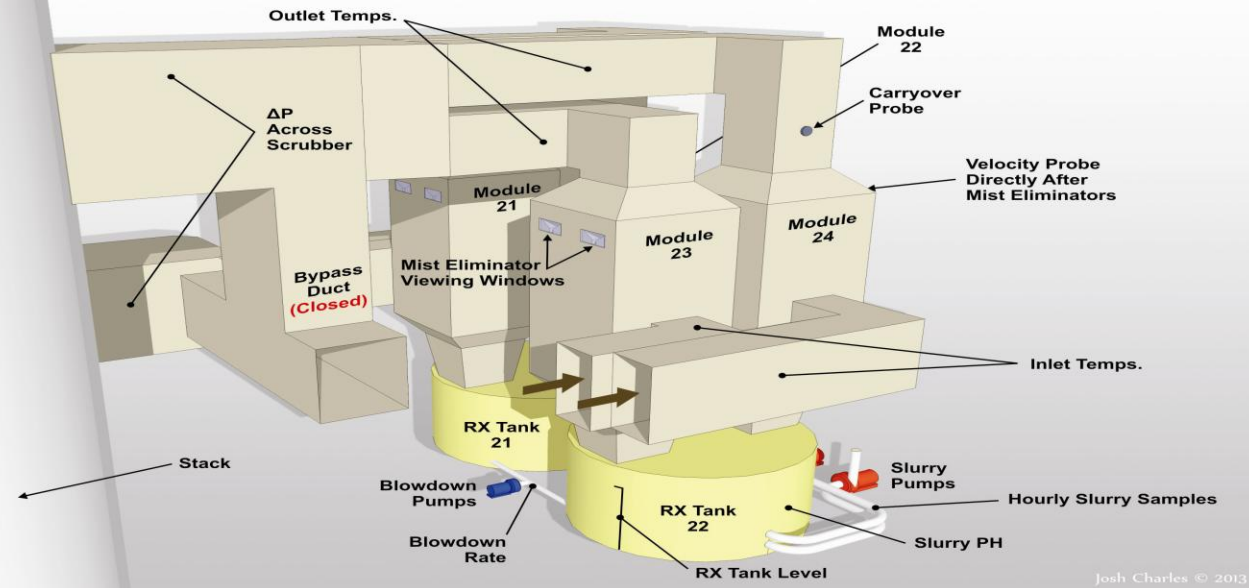 Outlet Temps.
Module
22
Carryover
Probe
ΔP
Across
Scrubber
Velocity Probe
Directly After
Mist Eliminators
Module
21
Module
23
Module
24
Mist Eliminator
Viewing Windows
Bypass
Duct
(Closed)
Inlet Temps.
RX Tank
21
Stack
Blowdown
Pumps
Slurry
Pumps
Hourly Slurry Samples
RX Tank
22
Blowdown
Rate
Slurry PH
RX Tank Level
Josh Charles © 2013